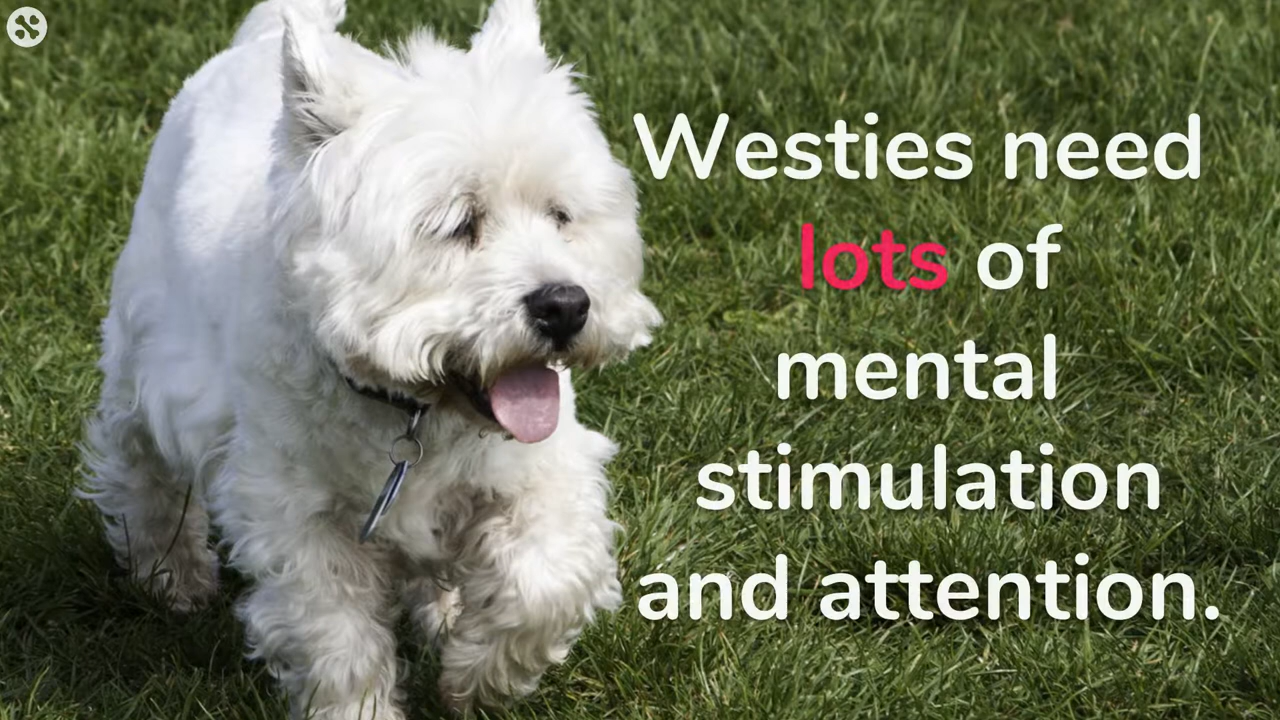 Westies need
lots of
mental
stimulation
and attention.